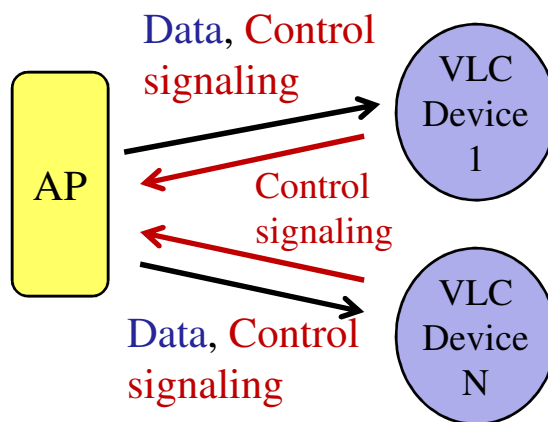 Data, Control
signaling
VLC
Device
1
AP
Control
signaling
VLC
Device
N
Data, Control
signaling